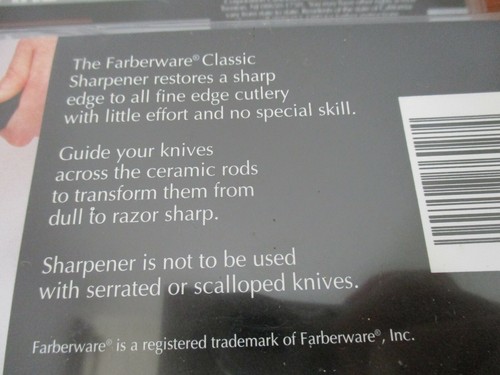 The Farberware® Classic
Sharpener restores a sharp
edge to all fine edge cutlery
with little effort and no special skill.
Guide your knives
across the ceramic rods
to transform them from
dull to razor sharp.
Sharpener is not to be used
with serrated or scalloped knives.
Farberware® is a registered trademark of Farberware®, Inc.